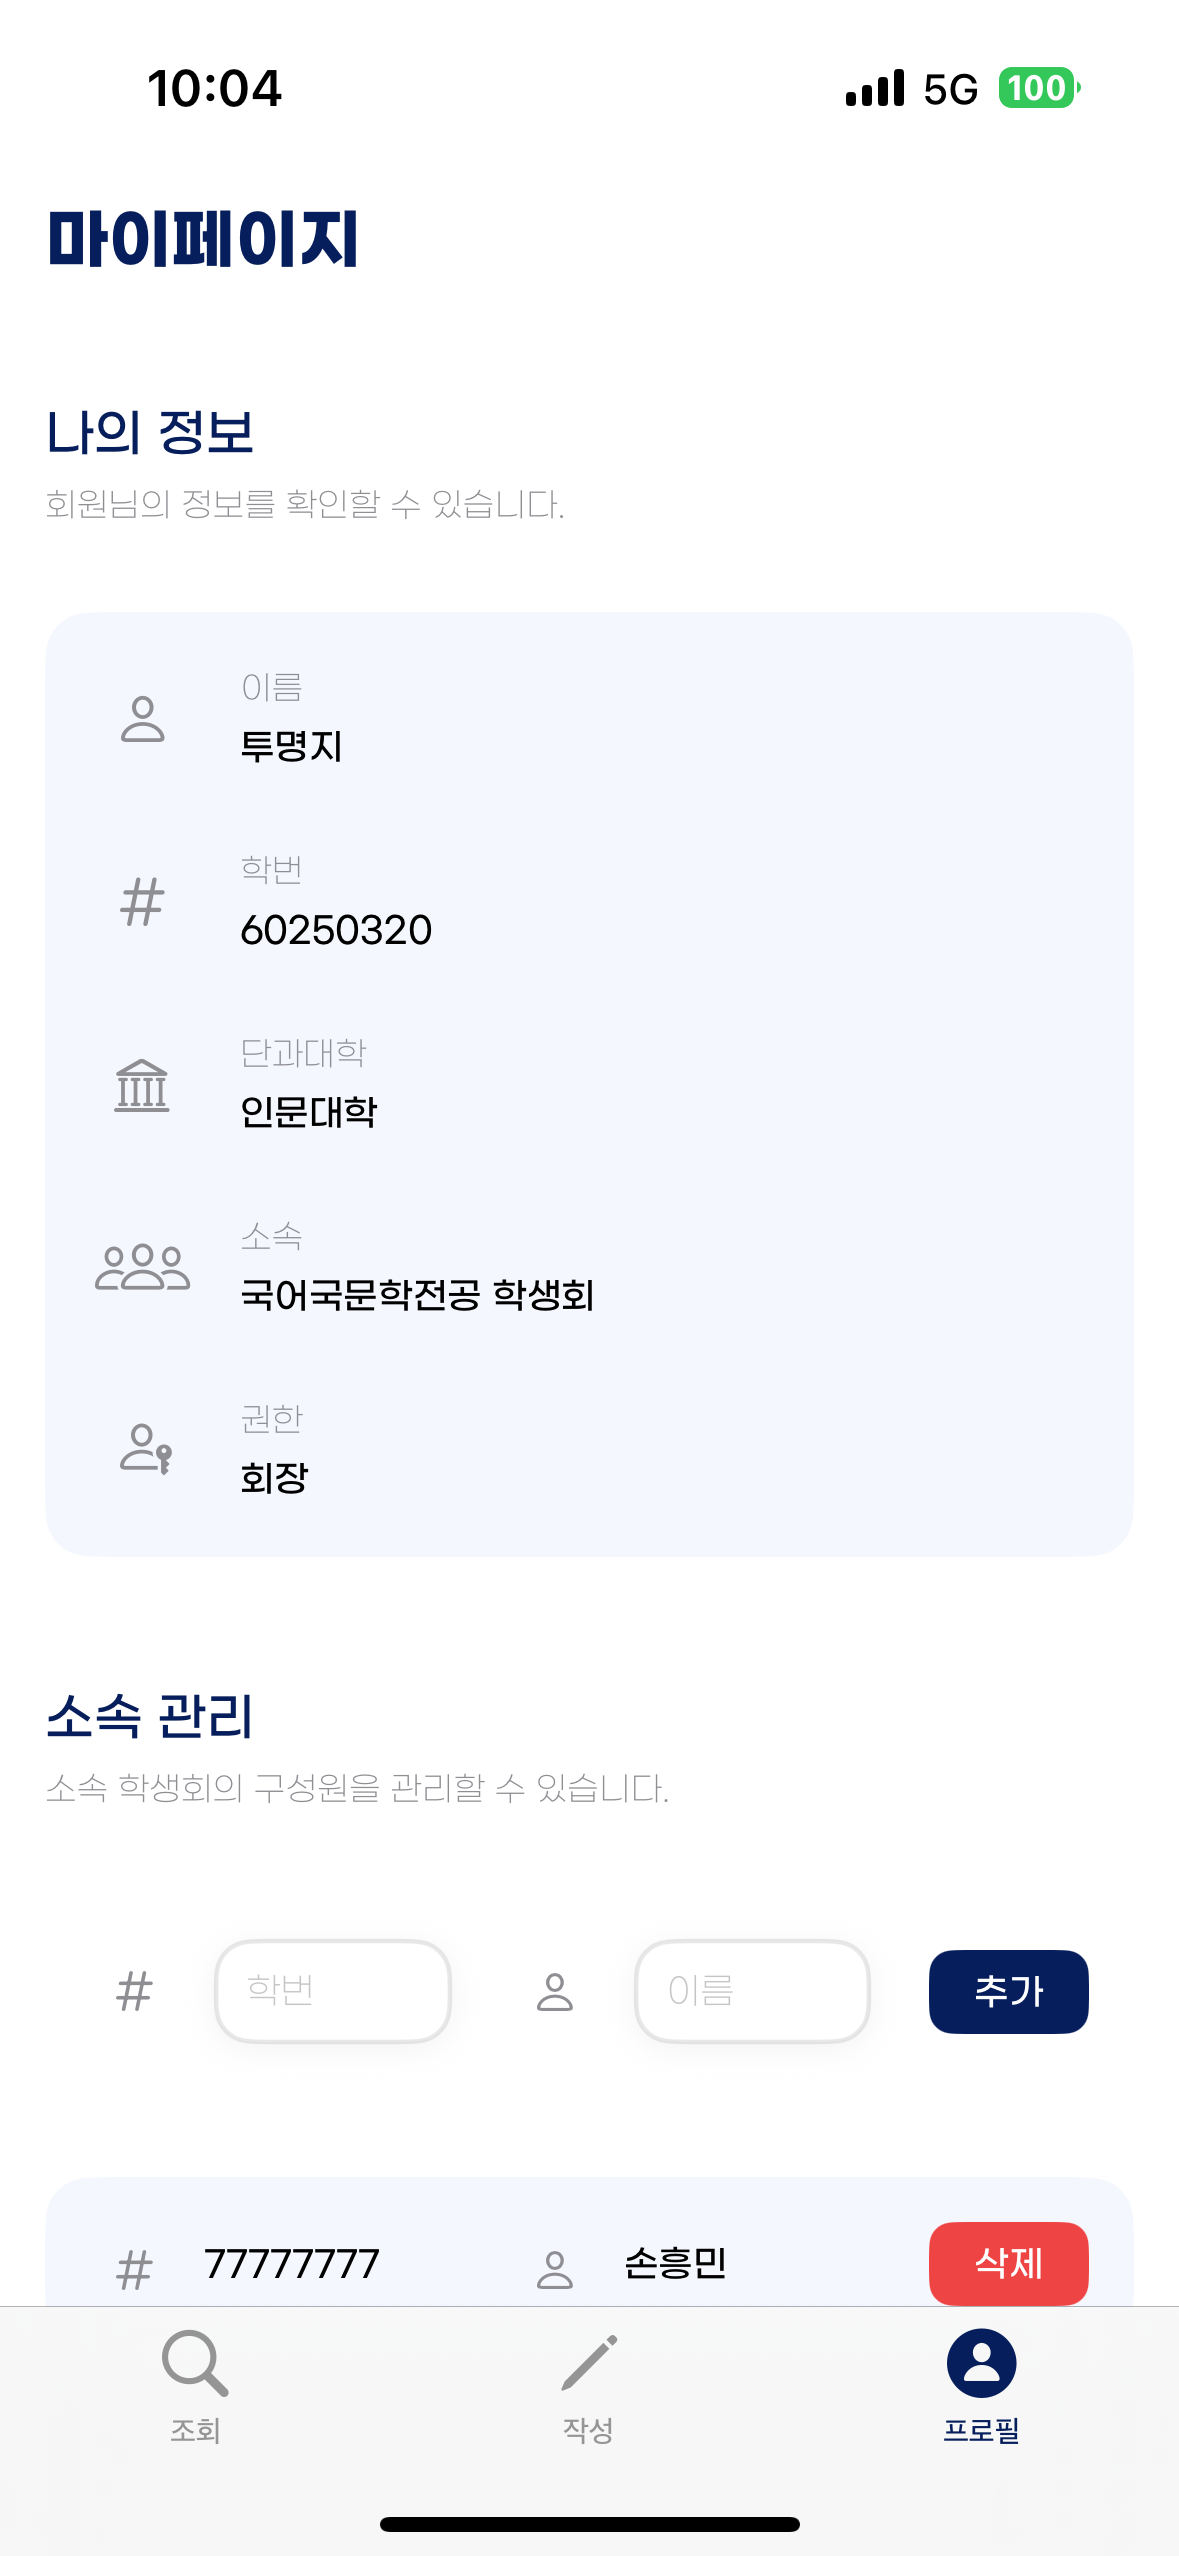 10:04 5G 100
마이페이지
나의 정보
회원님의 정보를 확인할 수 있습니다.
이름
투명지
학번
60250320
단과대학
인문대학
소속
국어국문학전공 학생회
권한
회장
소속 관리
소속 학생회의 구성원을 관리할 수 있습니다.
# 학번 이름 추가
# 77777777 손흥민 삭제
조회 작성 프로필